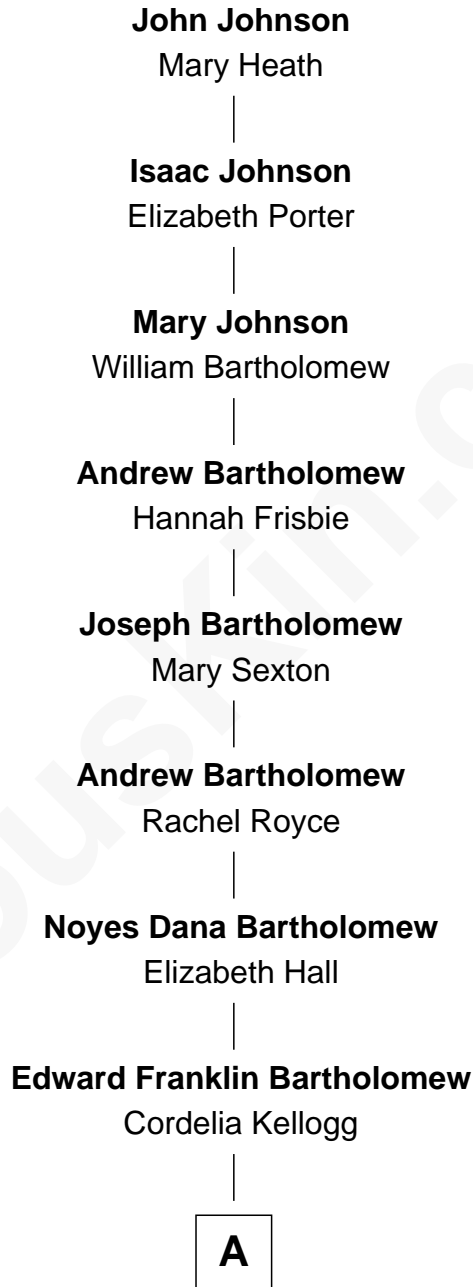 John Johnson
Mary Heath
Isaac Johnson
Elizabeth Porter
Mary Johnson
William Bartholomew
Andrew Bartholomew
Hannah Frisbie
Joseph Bartholomew
Mary Sexton
Andrew Bartholomew
Rachel Royce
Noyes Dana Bartholomew
Elizabeth Hall
Edward Franklin Bartholomew
Cordelia Kellogg
A